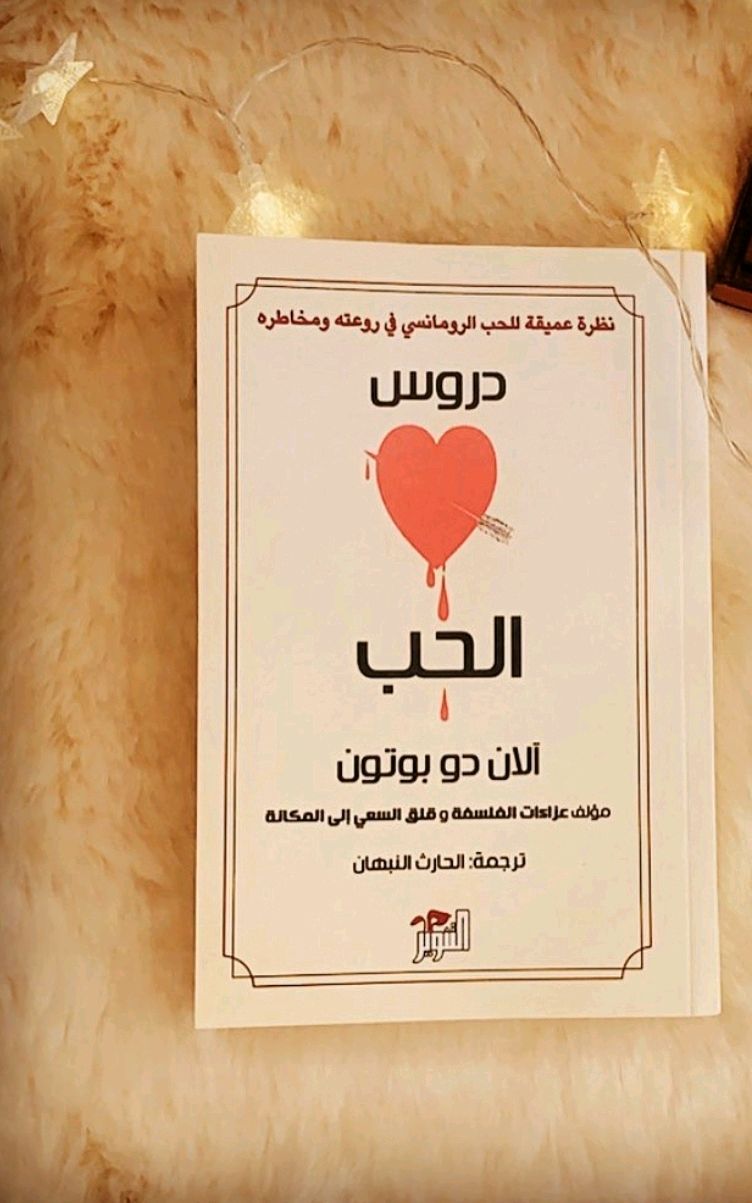 نظرة عميقة للحب الرومانسي في روعته ومخاطره
دروس
الحب
آلان دو بوتون
مؤلف عزاءات الفلسفة و قلق السعي إلى المكانة
ترجمة: الحارث النبهان
التنوير